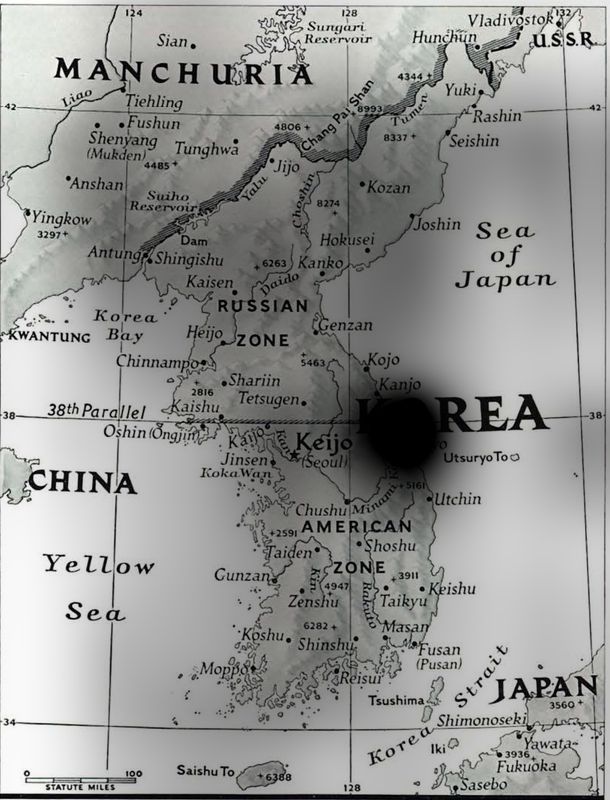 124
128
132
Vladivostok
Sungari
Reservoir
Sian
Hunchun
U.S.S.R.
MANCHURIA
4344
Yuki
Liao
Tiehling
42
Chang Pai Shan
8993
Tumen
42
Rashin
Fushun
Shenyang
(Mukden)
4806
8337
Seishin
Tunghwa
4485
Jijo
Anshan
Yalu
Choshin
Kozan
Suiho
Reservoir
8274
Yingkow
3297
Joshin
Dam
Hokusei
Sea
of
Japan
Antung
Shingishu
6263
Kanko
Kaisen
Daido
RUSSIAN
ZONE
Korea
Bay
Genzan
KWANTUNG
Heijo
Chinnampo
5463
Kojo
Shariin
2816
Tetsugen
Kanjo
38
38th Parallel
Kaishu
KOREA
38
Oshin (Ongjin)
Kaijo
Keijo
(Seoul)
Utsuryo To
Jinsen
Koka Wan
CHINA
5161
Utchin
Chushu
AMERICAN
ZONE
2591
Shoshu
Taiden
Yellow
Sea
Gunzan
Kin
4947
3911
Keishu
Zenshu
Rakuto
Taikyu
6282
Masan
Koshu
Shinshu
Fusan
(Pusan)
Moppo
Reisui
Korea Strait
JAPAN
Tsushima
3560
34
Shimonoseki
Iki
Yawata
3936
Fukuoka
Saishu To
6388
0 100
STATUTE MILES
128
Sasebo